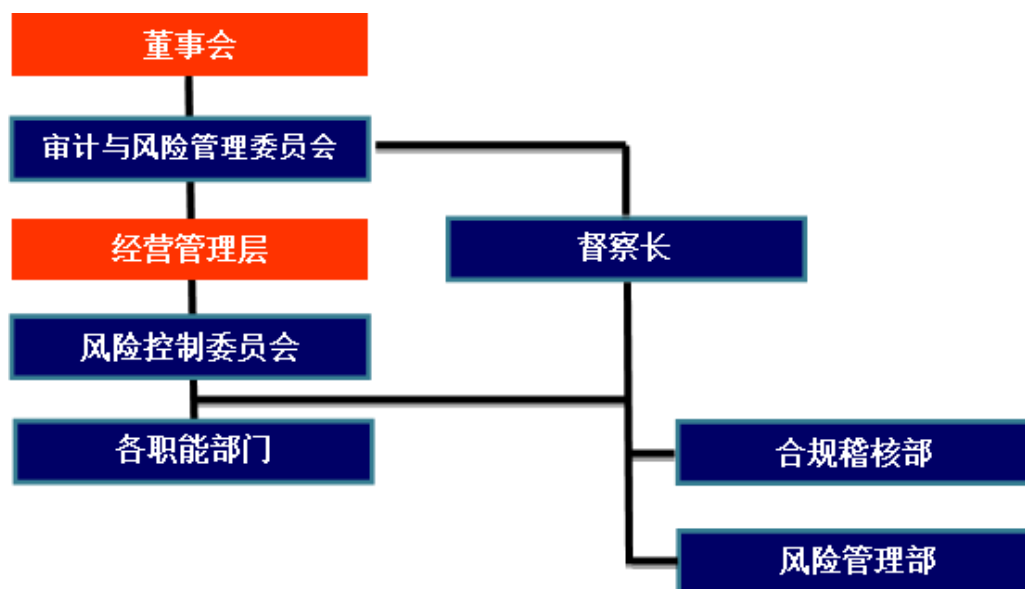 董事会
审计与风险管理委员会
经营管理层
督察长
风险控制委员会
各职能部门
合规稽核部
风险管理部